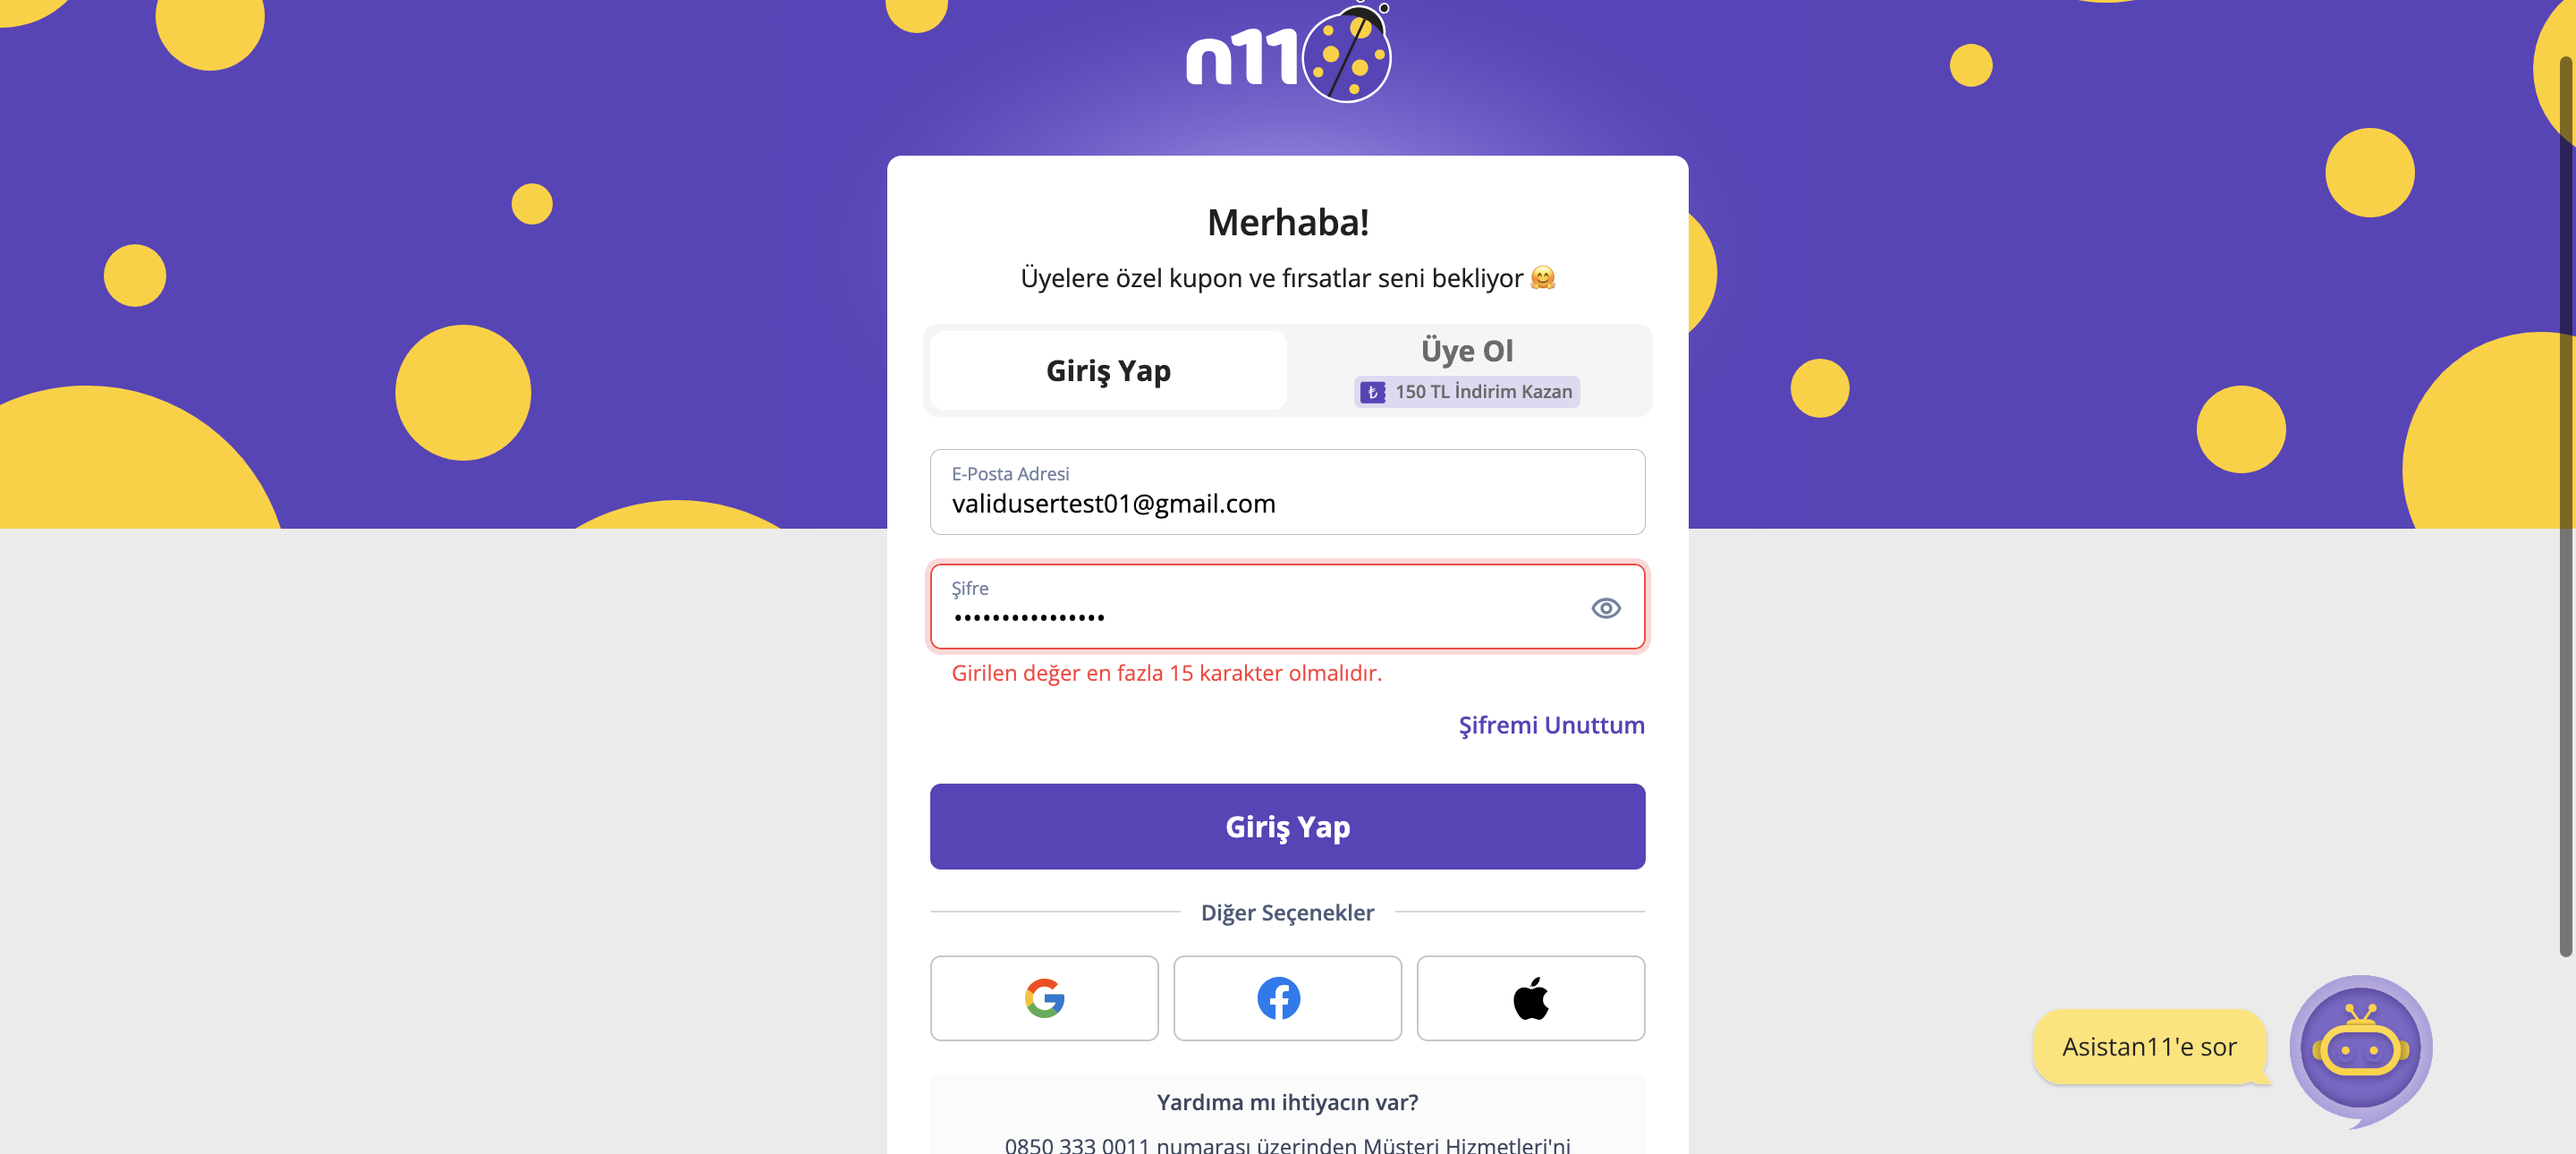 n11
Merhaba!
Üyelere özel kupon ve fırsatlar seni bekliyor 🤗
Giriş Yap
Üye Ol
₺ 150 TL İndirim Kazan
E-Posta Adresi
validusertest01@gmail.com
Şifre
••••••••••••••••
Girilen değer en fazla 15 karakter olmalıdır.
Şifremi Unuttum
Giriş Yap
Diğer Seçenekler
Yardıma mı ihtiyacın var?
0850 333 0011 numarası üzerinden Müşteri Hizmetleri'ni
Asistan11'e sor